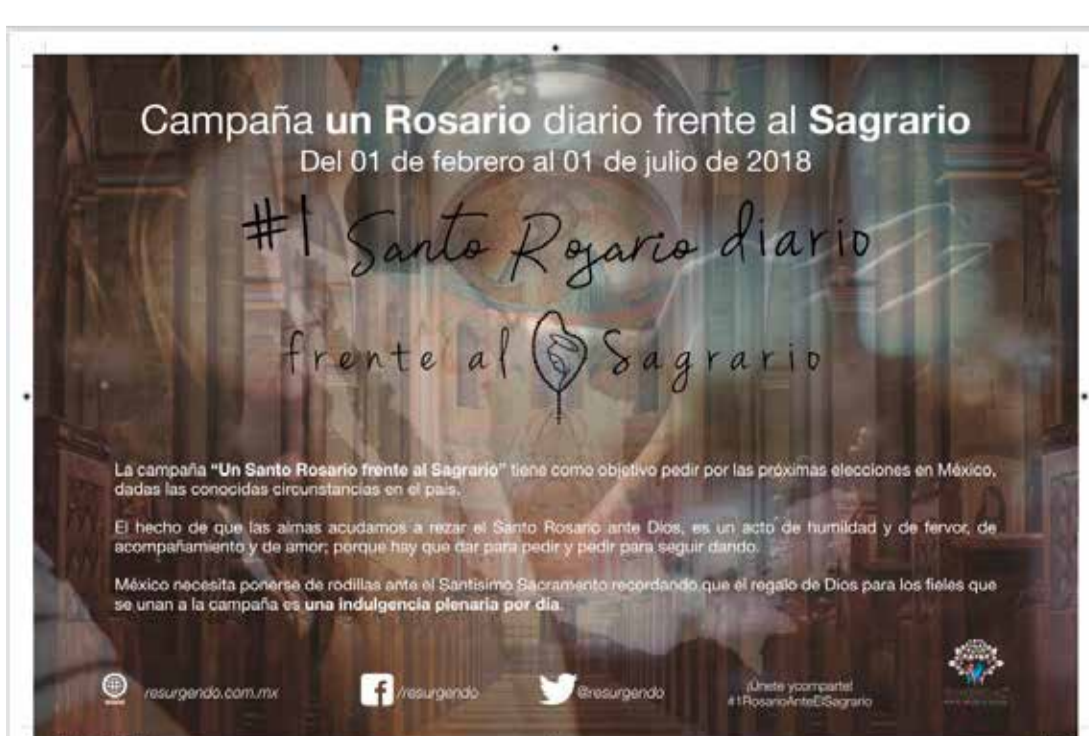 Campaña un Rosario diario frente al Sagrario
Del 01 de febrero al 01 de julio de 2018
#1 Santo Rosario diario
frente al Sagrario
La campaña “Un Santo Rosario frente al Sagrario” tiene como objetivo pedir por las próximas elecciones en México,
dadas las conocidas circunstancias en el país.
El hecho de que las almas acudamos a rezar el Santo Rosario ante Dios, es un acto de humildad y de fervor, de
acompañamiento y de amor; porque hay que dar para pedir y pedir para seguir dando.
México necesita ponerse de rodillas ante el Santísimo Sacramento recordando que el regalo de Dios para los fieles que
se unan a la campaña es una indulgencia plenaria por día.
resurgendo.com.mx
/resurgendo
@resurgendo
¡Únete ycomparte!
#1RosarioAnteElSagrario